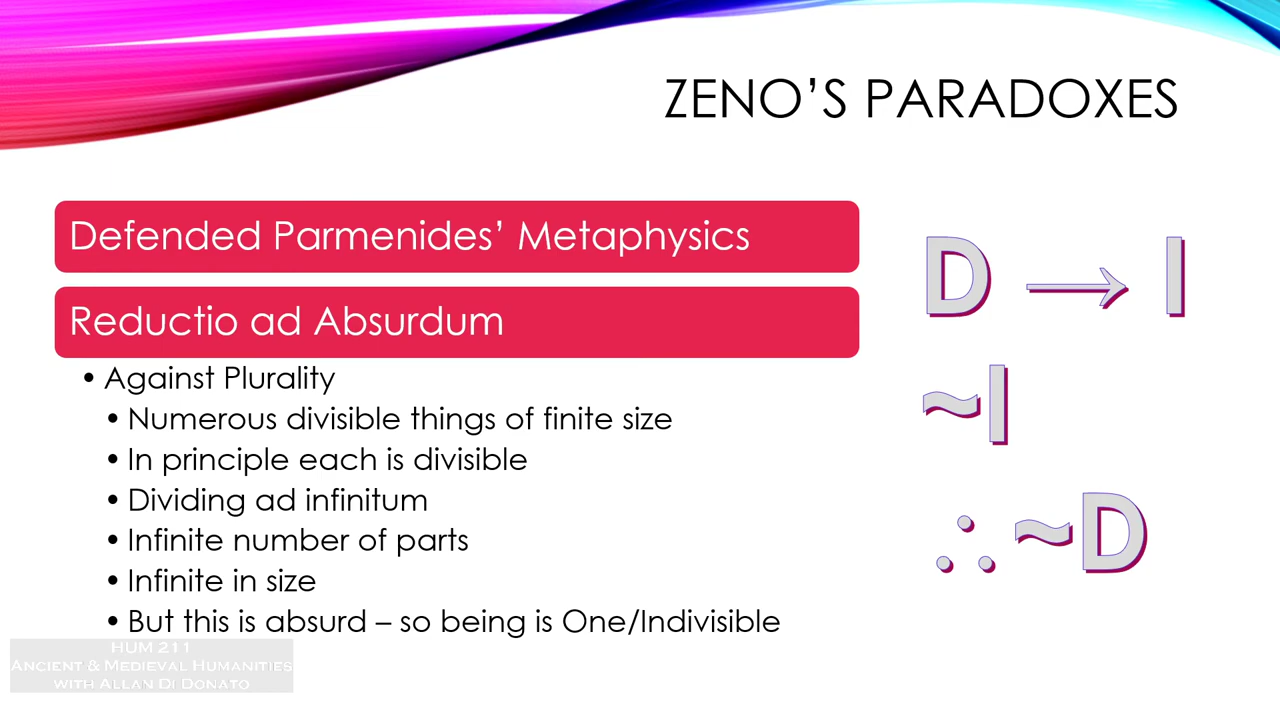 ZENO'S PARADOXES
Defended Parmenides' Metaphysics
Reductio ad Absurdum
• Against Plurality
• Numerous divisible things of finite size
• In principle each is divisible
• Dividing ad infinitum
• Infinite number of parts
• Infinite in size
• But this is absurd – so being is One/Indivisible
D → I
~I
∴ ~D
HUM 211
ANCIENT & MEDIEVAL HUMANITIES
WITH ALLAN DI DONATO